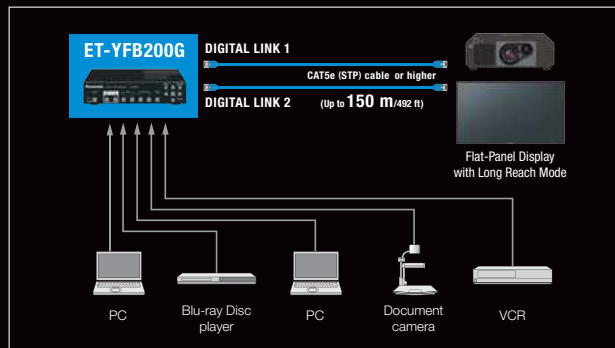 ET-YFB200G
DIGITAL LINK 1
CAT5e (STP) cable or higher
DIGITAL LINK 2
(Up to 150 m/492 ft)
Panasonic
Flat-Panel Display
with Long Reach Mode
PC
Blu-ray Disc
player
PC
Document
camera
VCR